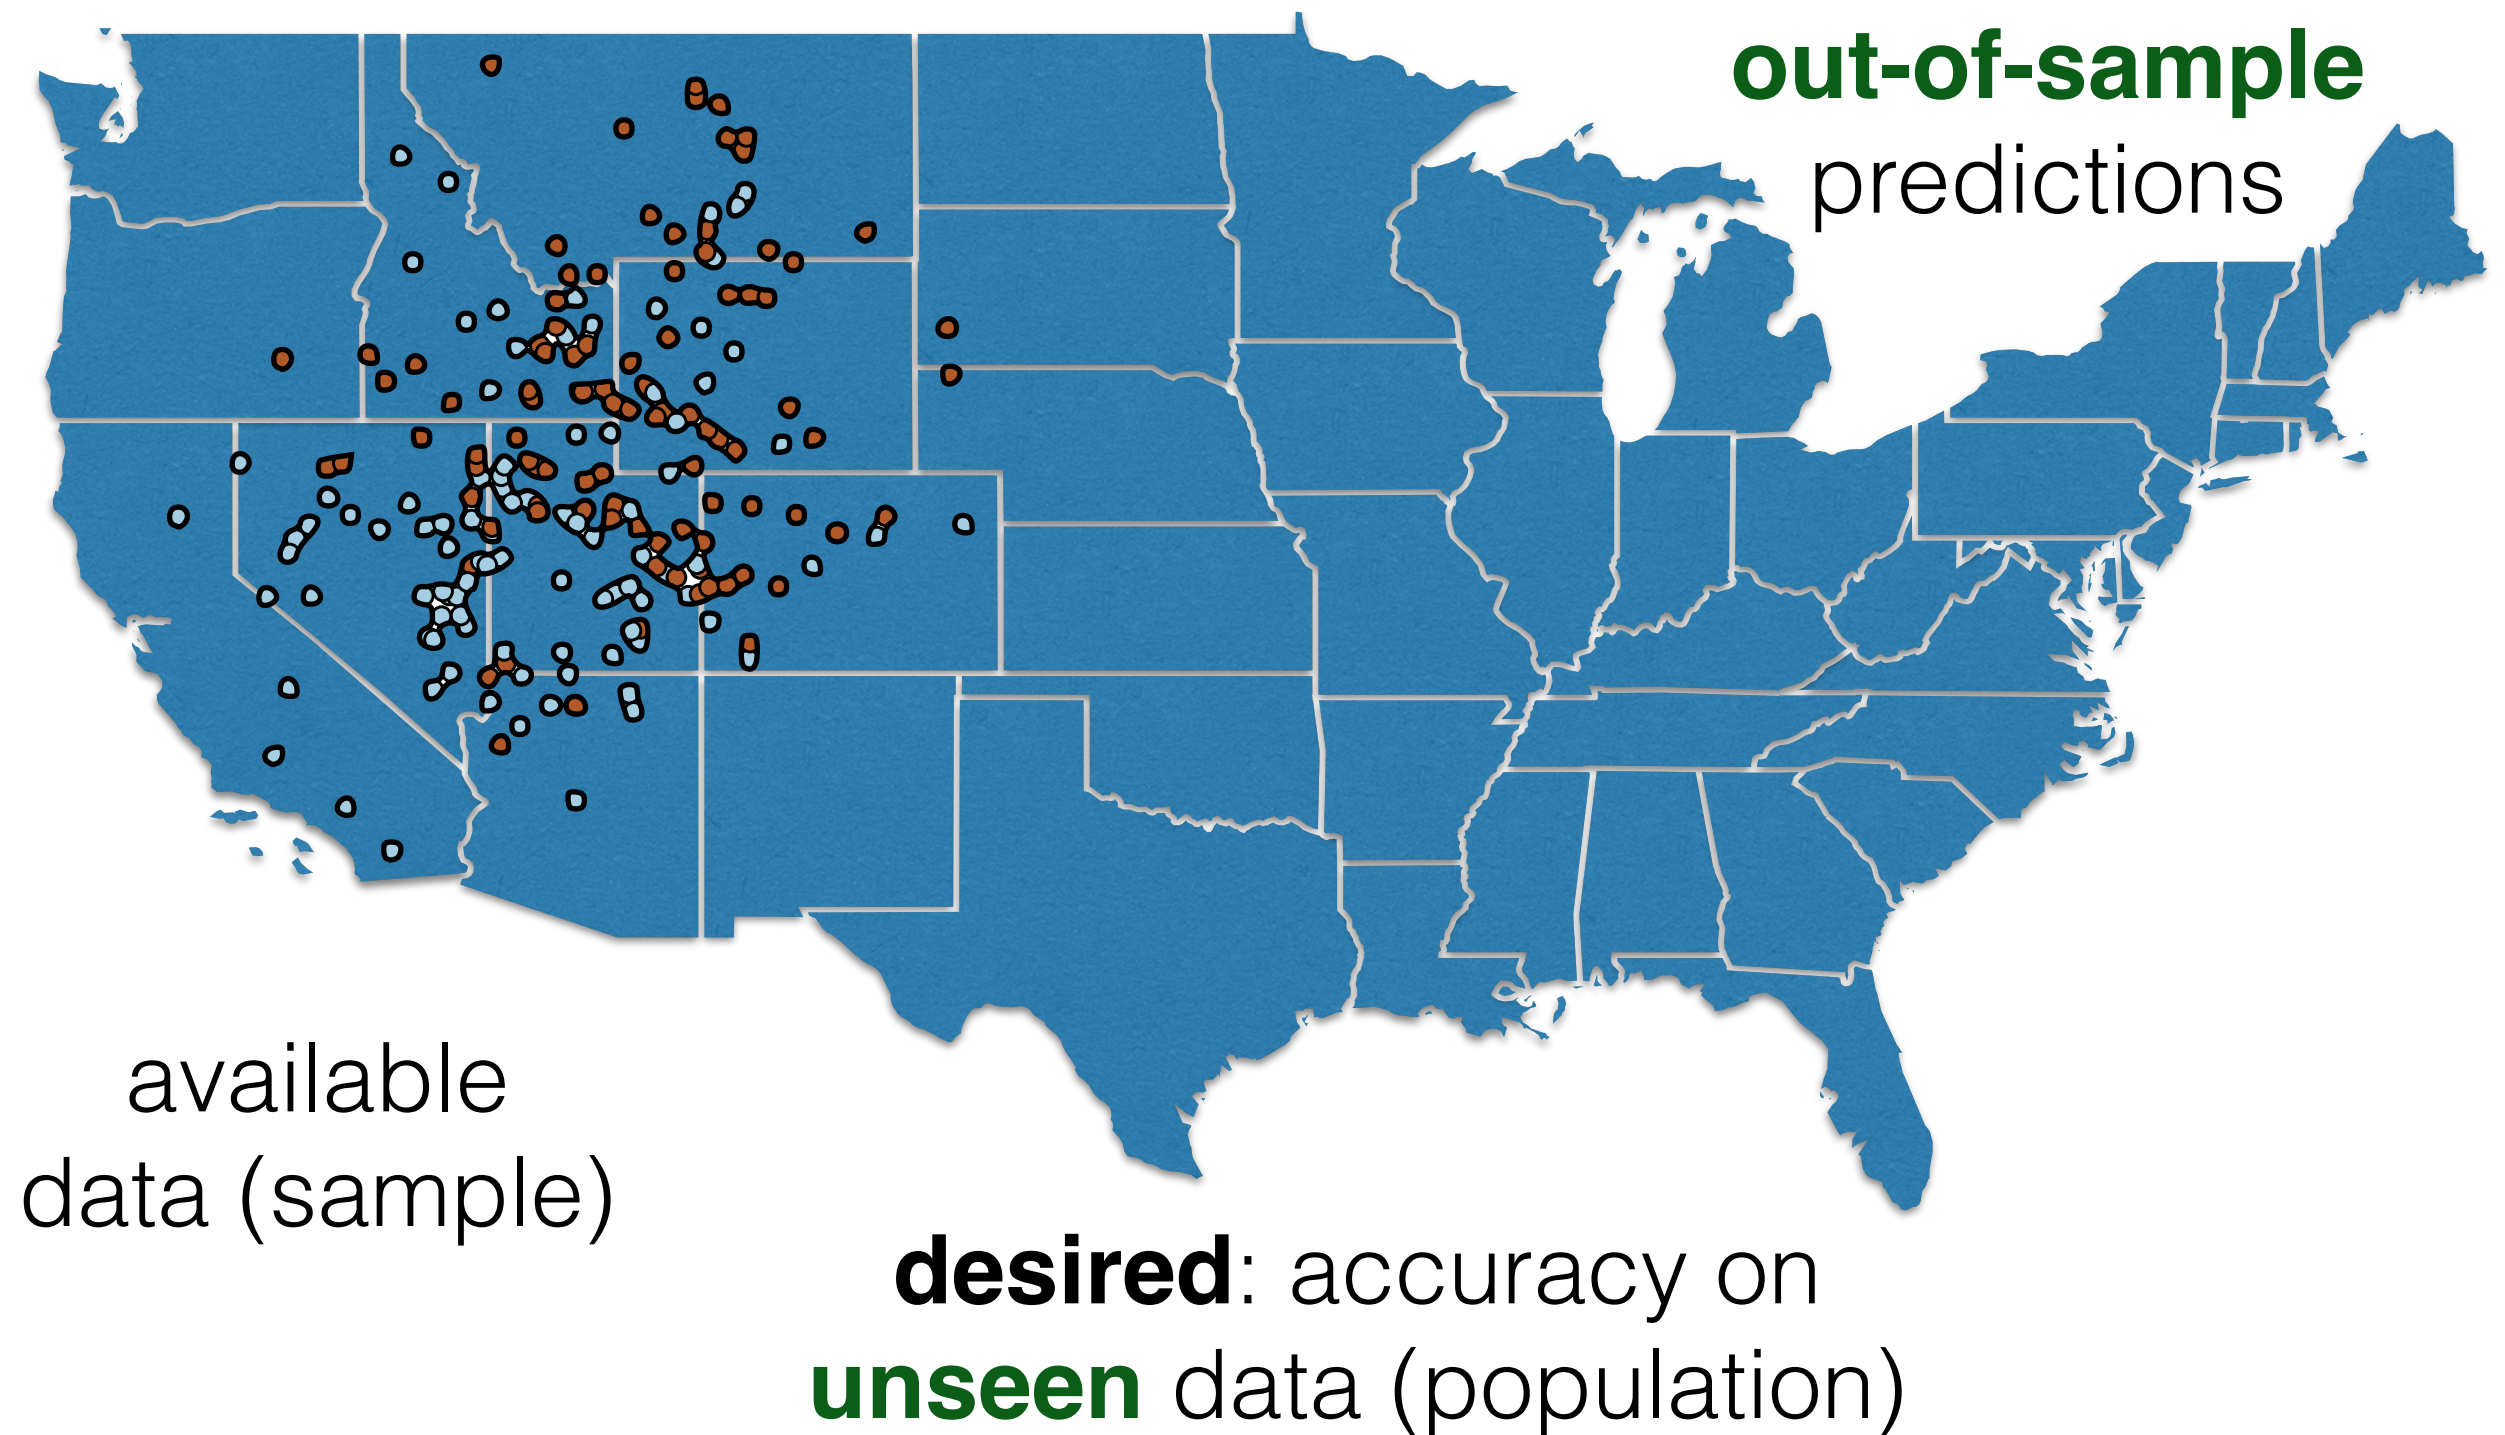 out-of-sample
predictions
available
data (sample)
desired: accuracy on
unseen data (population)